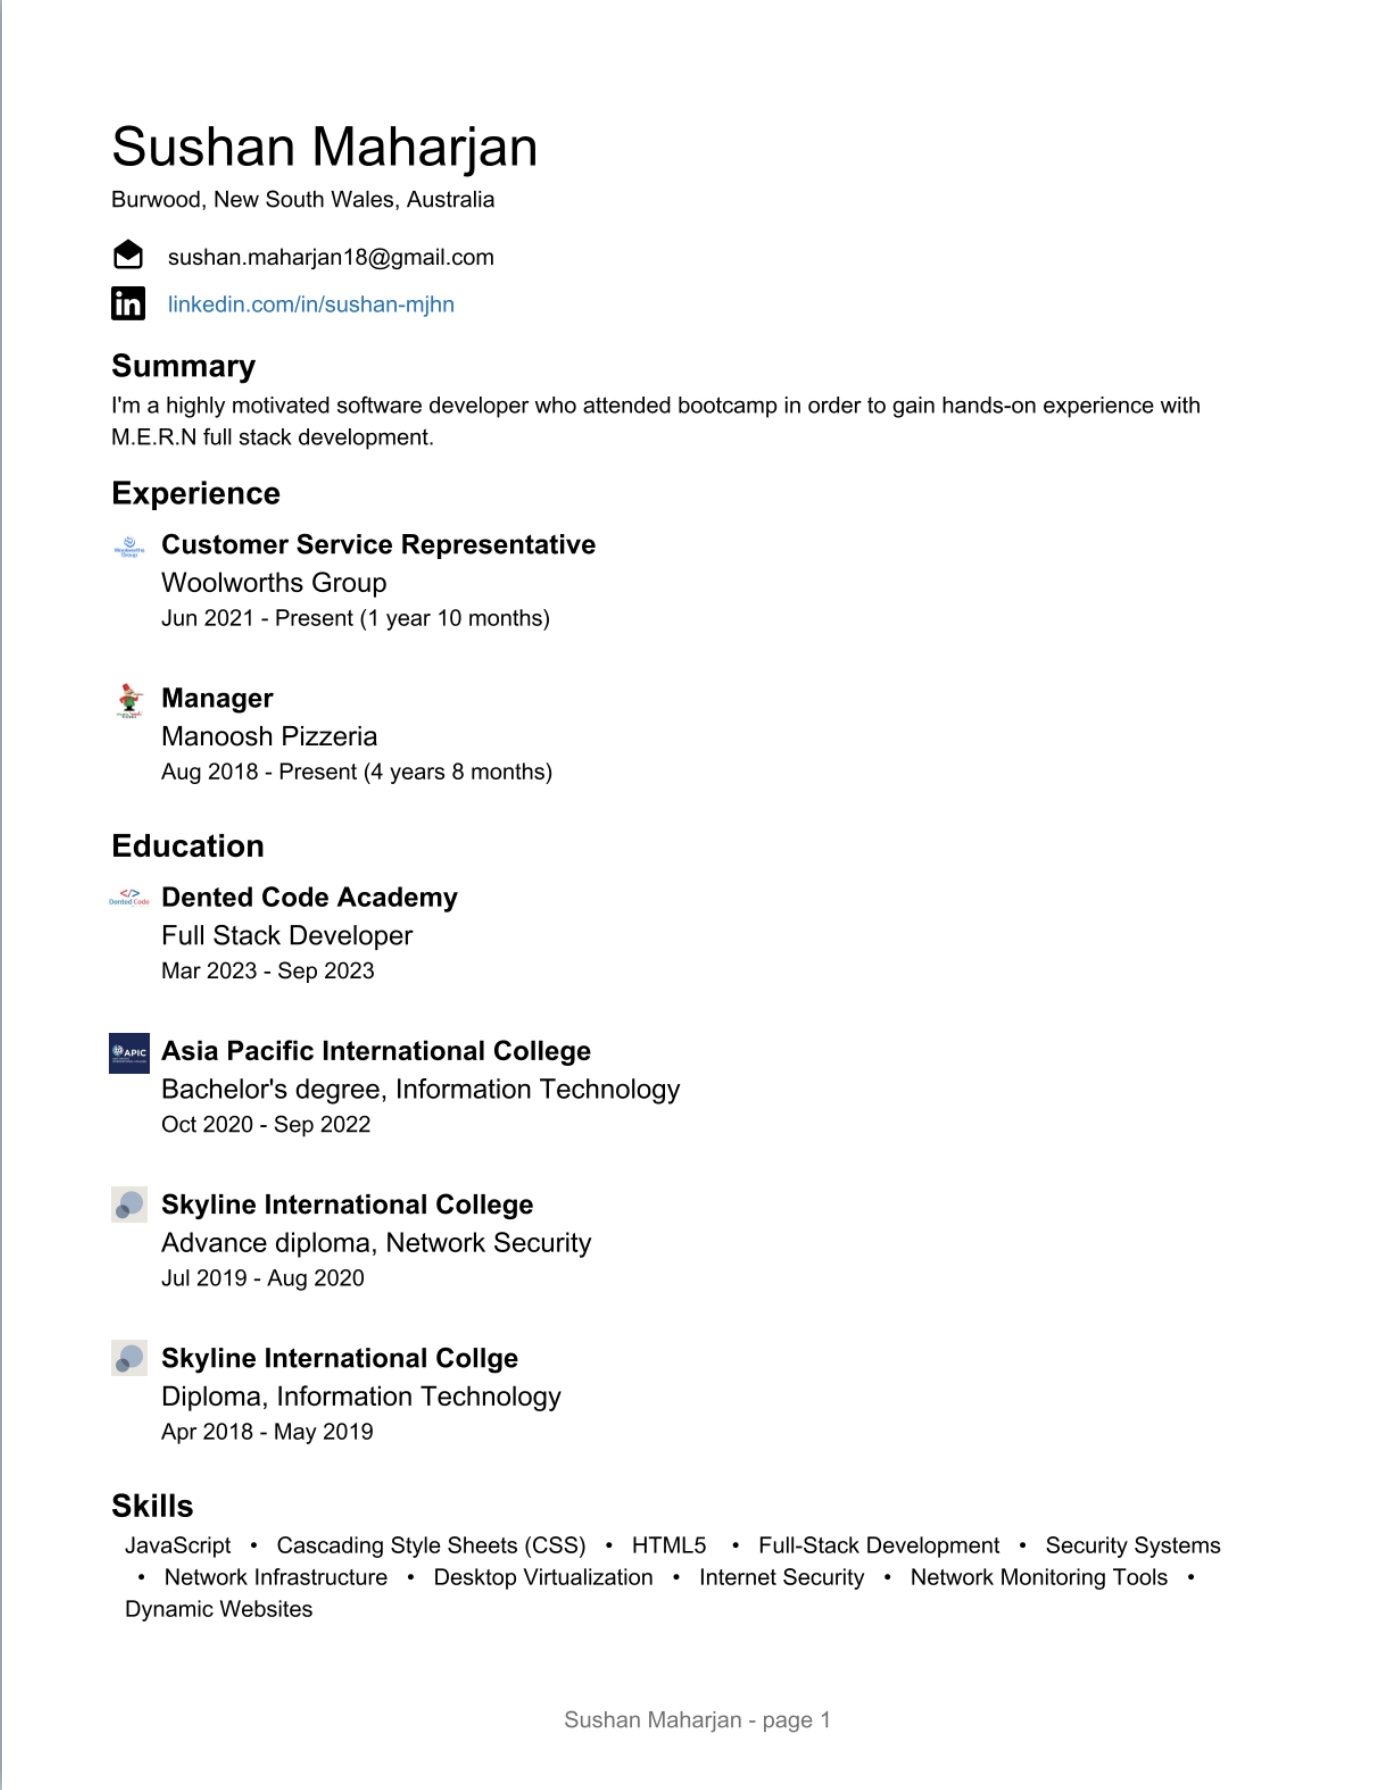 Sushan Maharjan
Burwood, New South Wales, Australia
sushan.maharjan18@gmail.com
in linkedin.com/in/sushan-mjhn
Summary
I'm a highly motivated software developer who attended bootcamp in order to gain hands-on experience with
M.E.R.N full stack development.
Experience
Woolworths Group
Customer Service Representative
Woolworths Group
Jun 2021 - Present (1 year 10 months)
Manager
Manoosh Pizzeria
Aug 2018 - Present (4 years 8 months)
Education
</> Dented Code
Dented Code Academy
Full Stack Developer
Mar 2023 - Sep 2023
APIC
Asia Pacific International College
Bachelor's degree, Information Technology
Oct 2020 - Sep 2022
Skyline International College
Advance diploma, Network Security
Jul 2019 - Aug 2020
Skyline International Collge
Diploma, Information Technology
Apr 2018 - May 2019
Skills
JavaScript • Cascading Style Sheets (CSS) • HTML5 • Full-Stack Development • Security Systems
• Network Infrastructure • Desktop Virtualization • Internet Security • Network Monitoring Tools •
Dynamic Websites
Sushan Maharjan - page 1